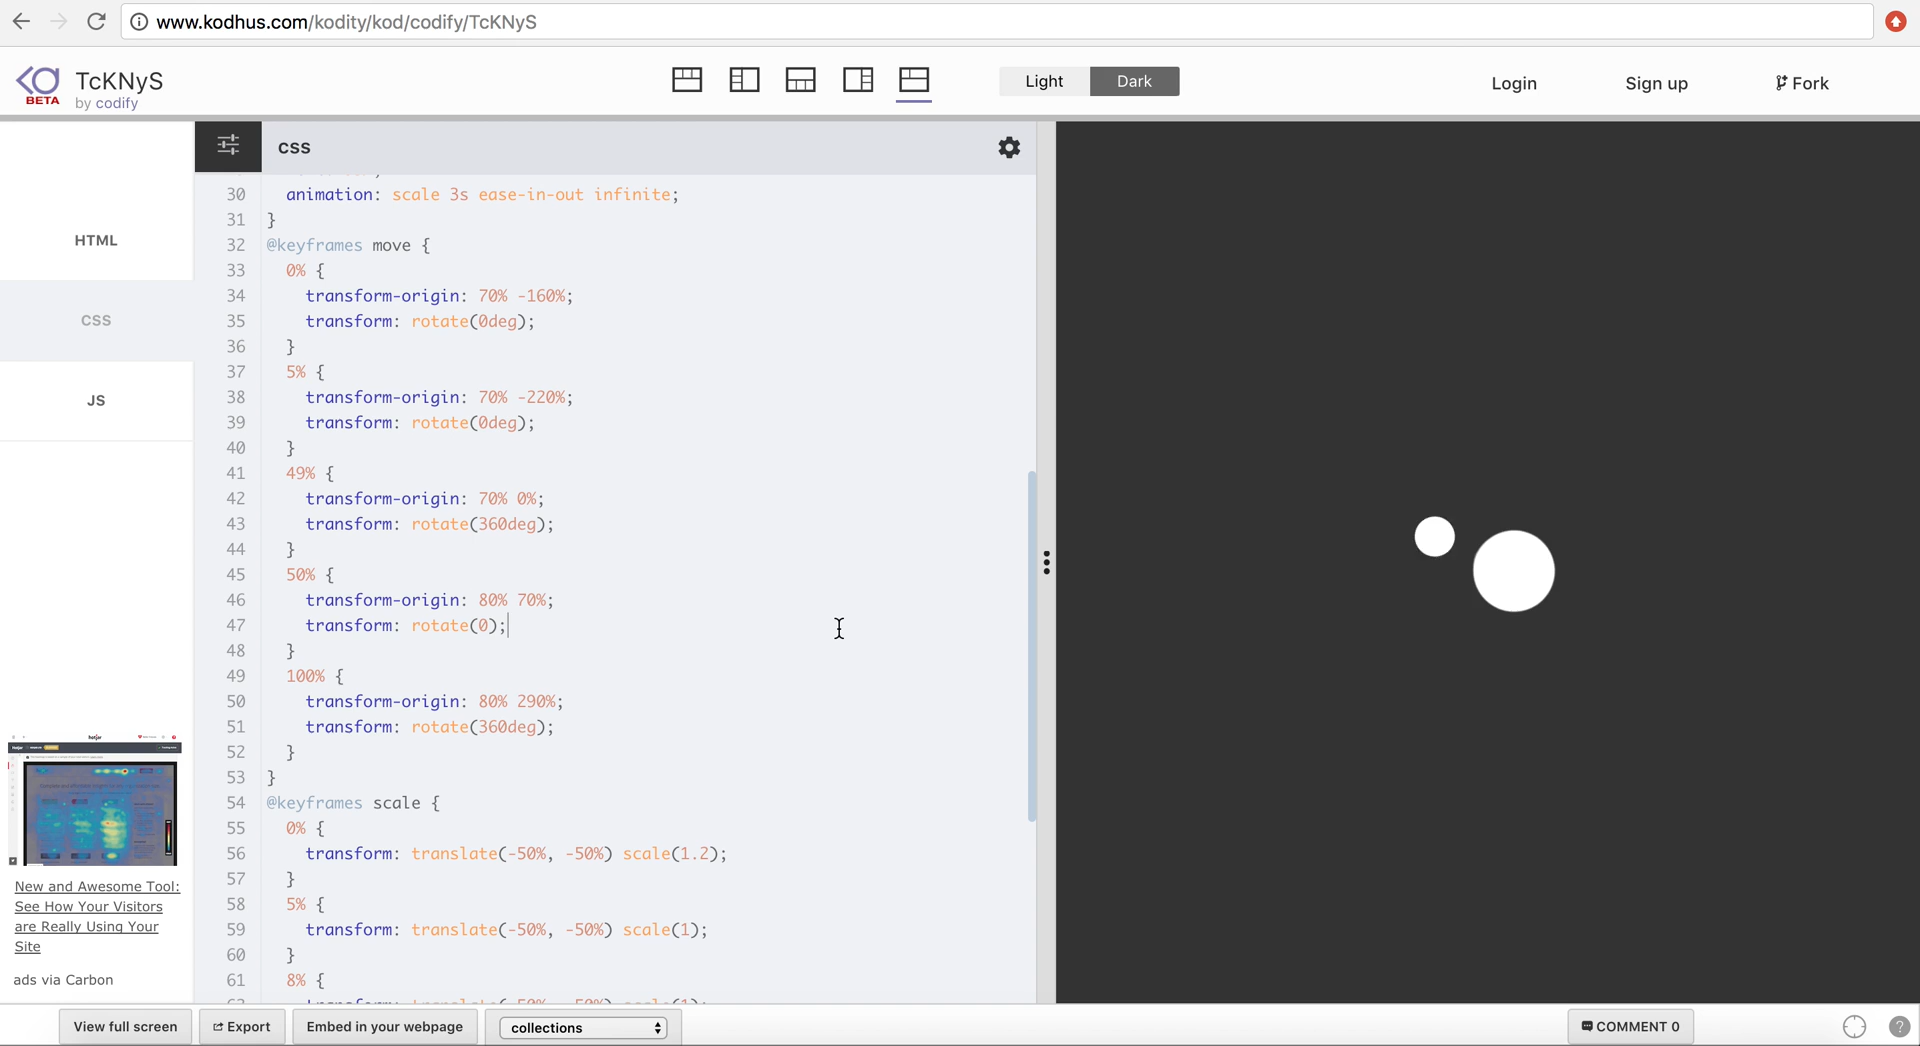 www.kodhus.com/kodity/kod/codify/TcKNyS
BETA
TcKNyS
by codify
Light
Dark
Login
Sign up
Fork
HTML
CSS
JS
CSS
30 animation: scale 3s ease-in-out infinite;
31 }
32 @keyframes move {
33 0% {
34 transform-origin: 70% -160%;
35 transform: rotate(0deg);
36 }
37 5% {
38 transform-origin: 70% -220%;
39 transform: rotate(0deg);
40 }
41 49% {
42 transform-origin: 70% 0%;
43 transform: rotate(360deg);
44 }
45 50% {
46 transform-origin: 80% 70%;
47 transform: rotate(0);
48 }
49 100% {
50 transform-origin: 80% 290%;
51 transform: rotate(360deg);
52 }
53 }
54 @keyframes scale {
55 0% {
56 transform: translate(-50%, -50%) scale(1.2);
57 }
58 5% {
59 transform: translate(-50%, -50%) scale(1);
60 }
61 8% {
hotjar
New and Awesome Tool:
See How Your Visitors
are Really Using Your
Site
ads via Carbon
View full screen
Export
Embed in your webpage
collections
COMMENT 0
?